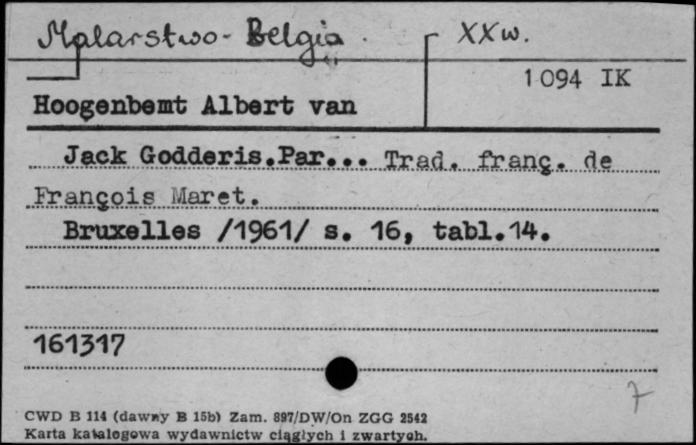 Malarstwo - Belgia XX w.
1094 IK
Hoogenbemt Albert van
Jack Godderis.Par... Trad. franç. de
François Maret.
Bruxelles /1961/ s. 16, tabl.14.
161317
7
CWD B 114 (dawny B 15b) Zam. 897/DW/On ZGG 2542
Karta katalogowa wydawnictw ciągłych i zwartych.